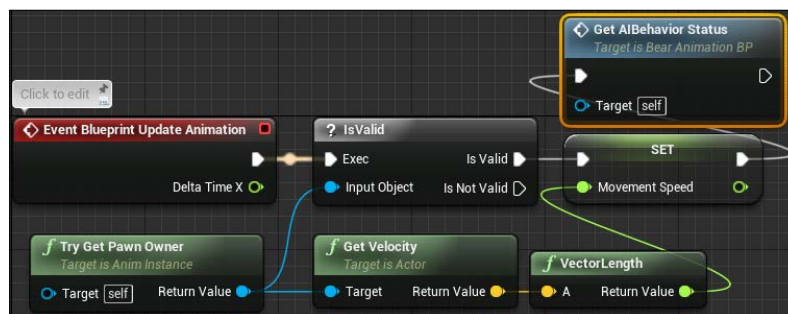 Get AIBehavior Status
Target is Bear Animation BP
Target self
Click to edit
Event Blueprint Update Animation
Delta Time X
? IsValid
Exec Is Valid
Input Object Is Not Valid
SET
Movement Speed
f Try Get Pawn Owner
Target is Anim Instance
Target self Return Value
f Get Velocity
Target is Actor
Target Return Value
f VectorLength
A Return Value